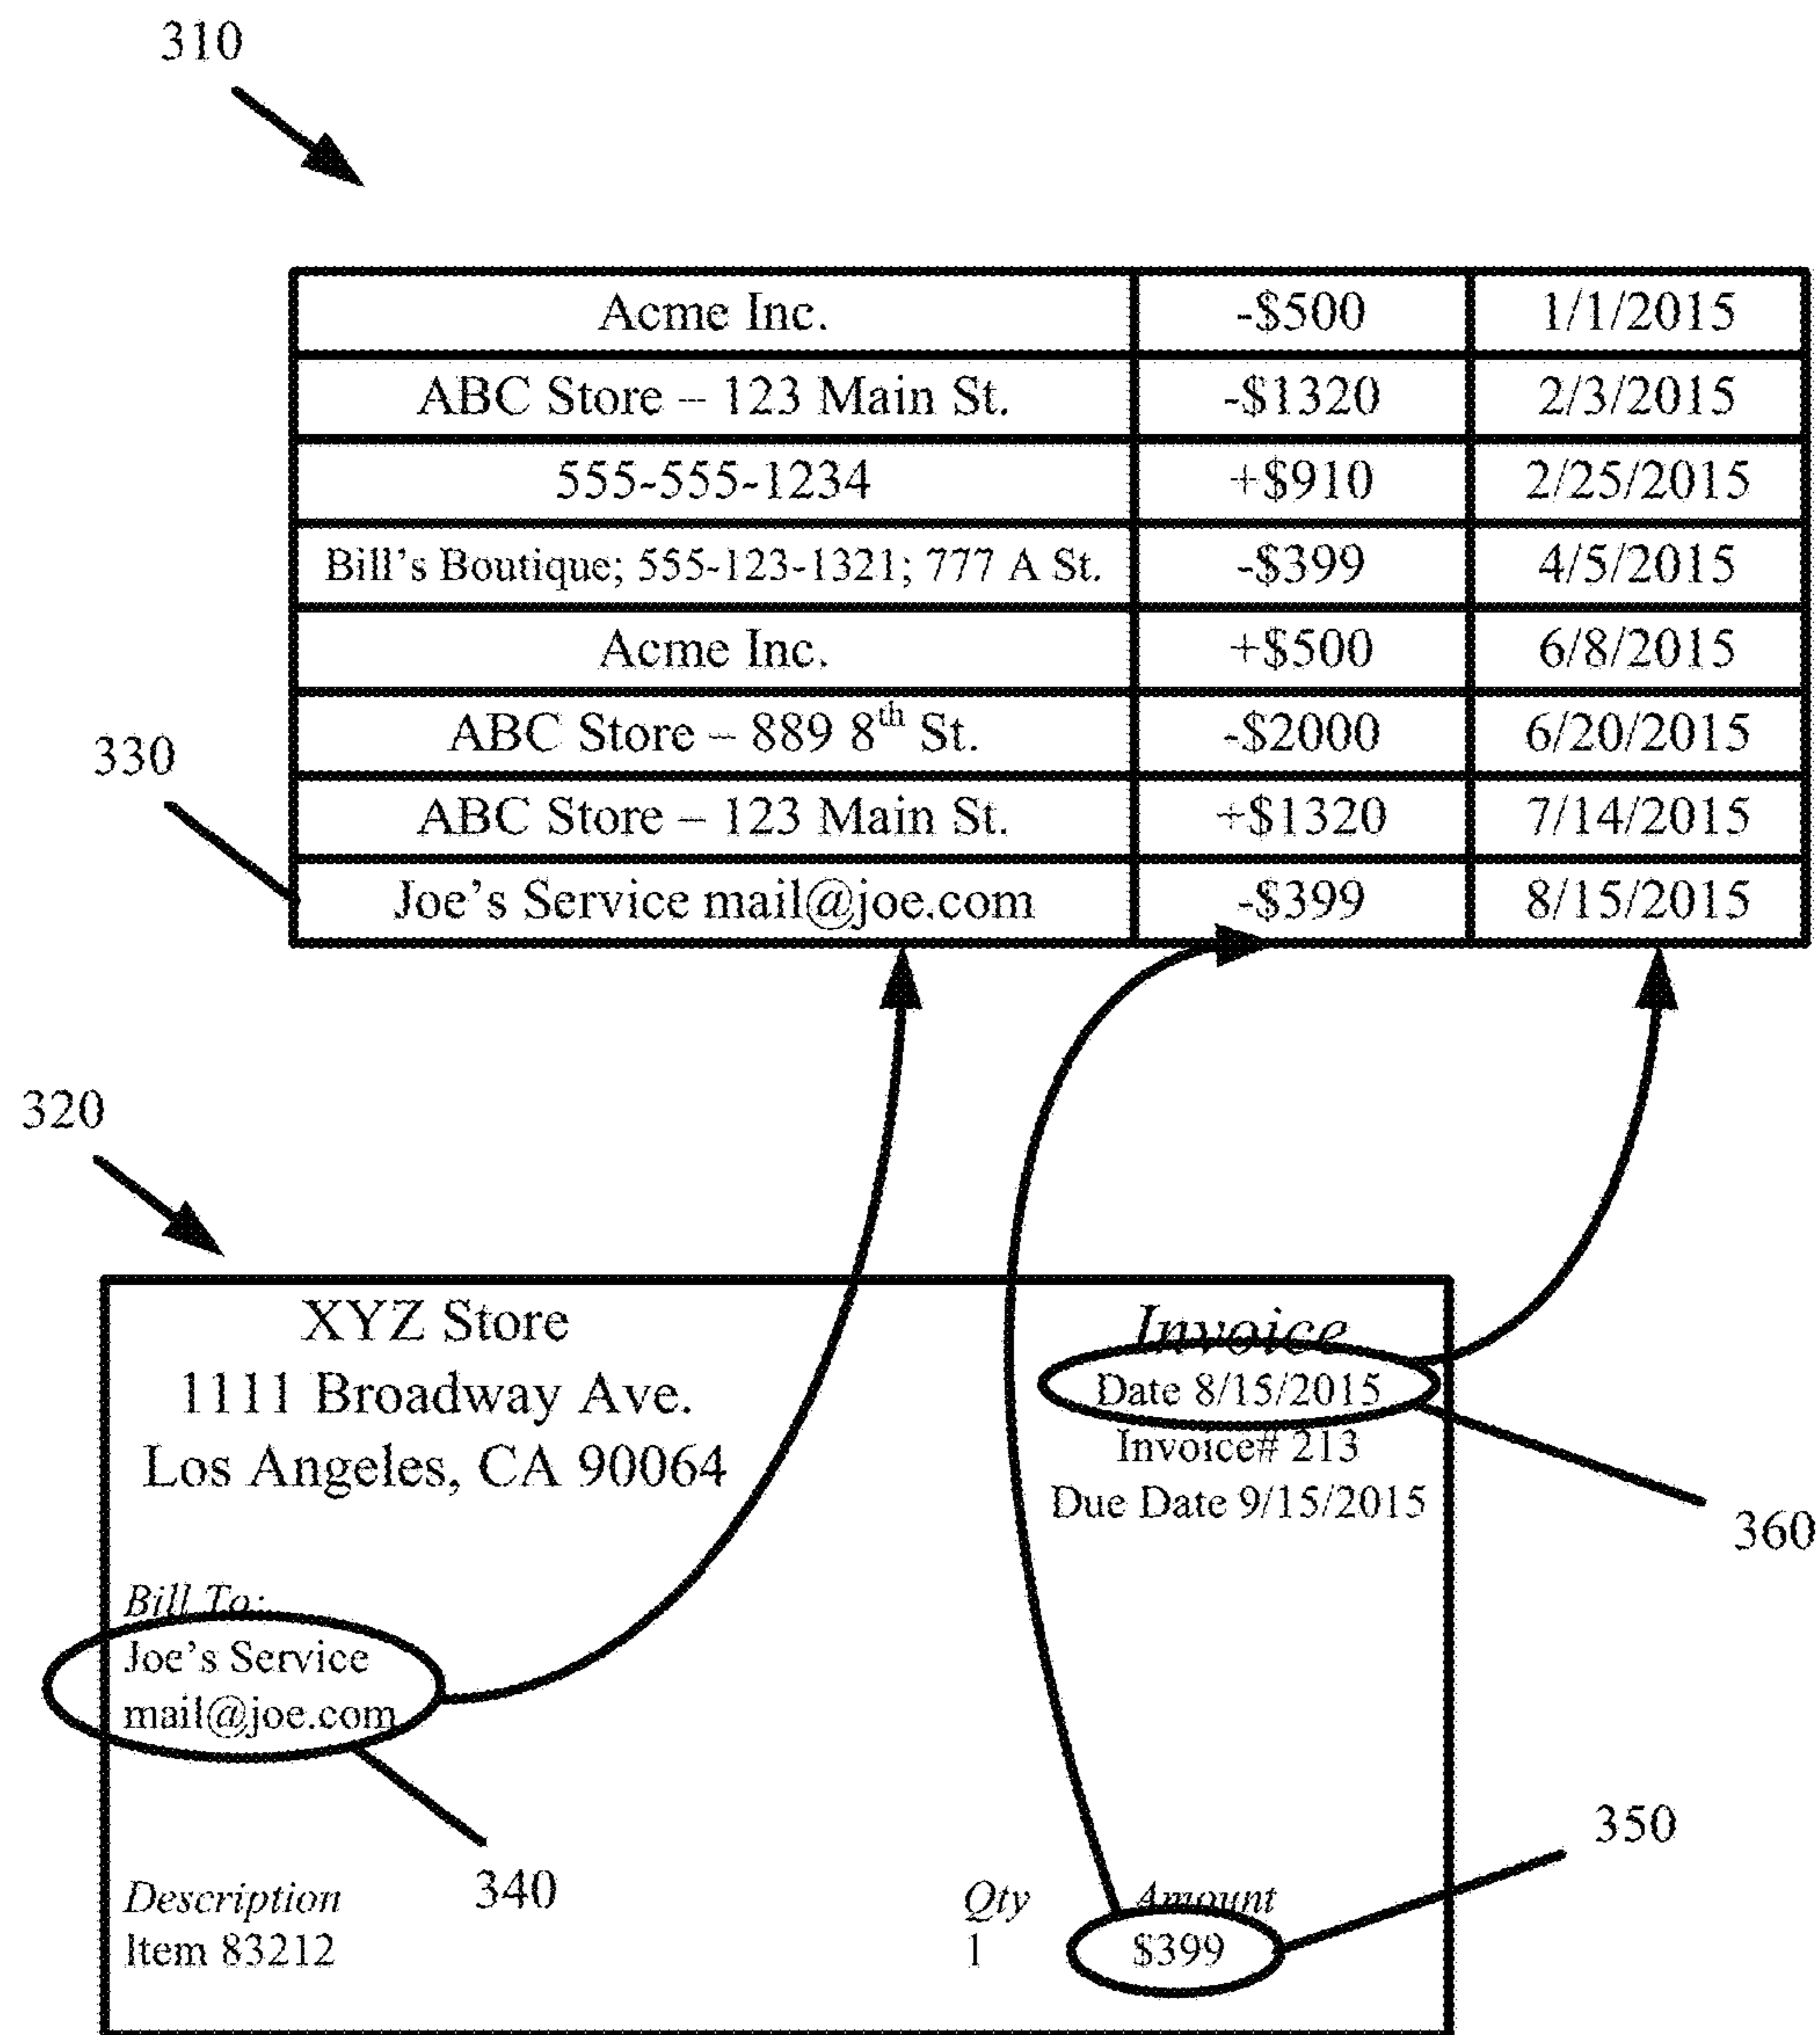 310
Acme Inc. -$500 1/1/2015
ABC Store – 123 Main St. -$1320 2/3/2015
555-555-1234 +$910 2/25/2015
Bill's Boutique; 555-123-1321; 777 A St. -$399 4/5/2015
Acme Inc. +$500 6/8/2015
ABC Store – 889 8th St. -$2000 6/20/2015
330
ABC Store – 123 Main St. +$1320 7/14/2015
Joe's Service mail@joe.com -$399 8/15/2015
320
XYZ Store
1111 Broadway Ave.
Los Angeles, CA 90064
Invoice
Date 8/15/2015
Invoice# 213
Due Date 9/15/2015
360
Bill To:
Joe's Service
mail@joe.com
340
350
Description Qty Amount
Item 83212 1 $399